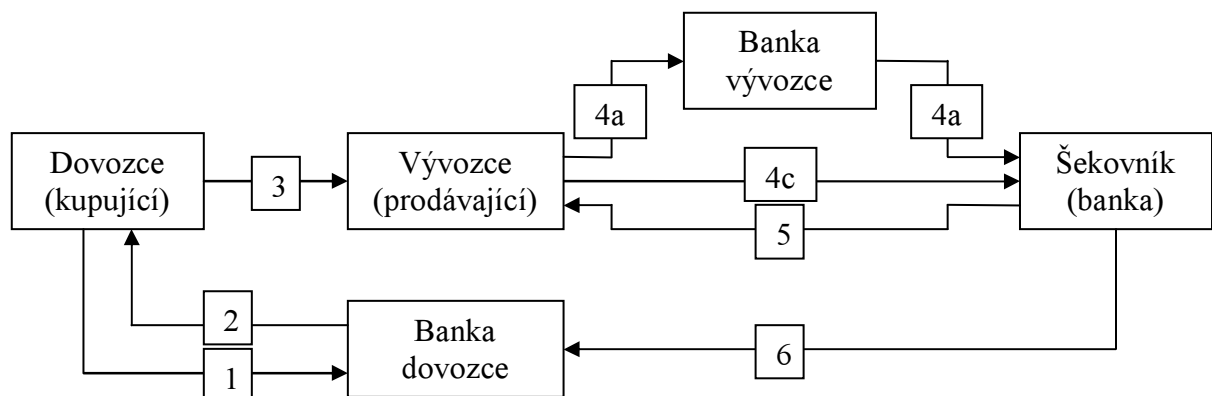 Banka
vývozce
4a
4a
Dovozce
(kupující)
3
Vývozce
(prodávající)
4c
5
Šekovník
(banka)
2
1
Banka
dovozce
6